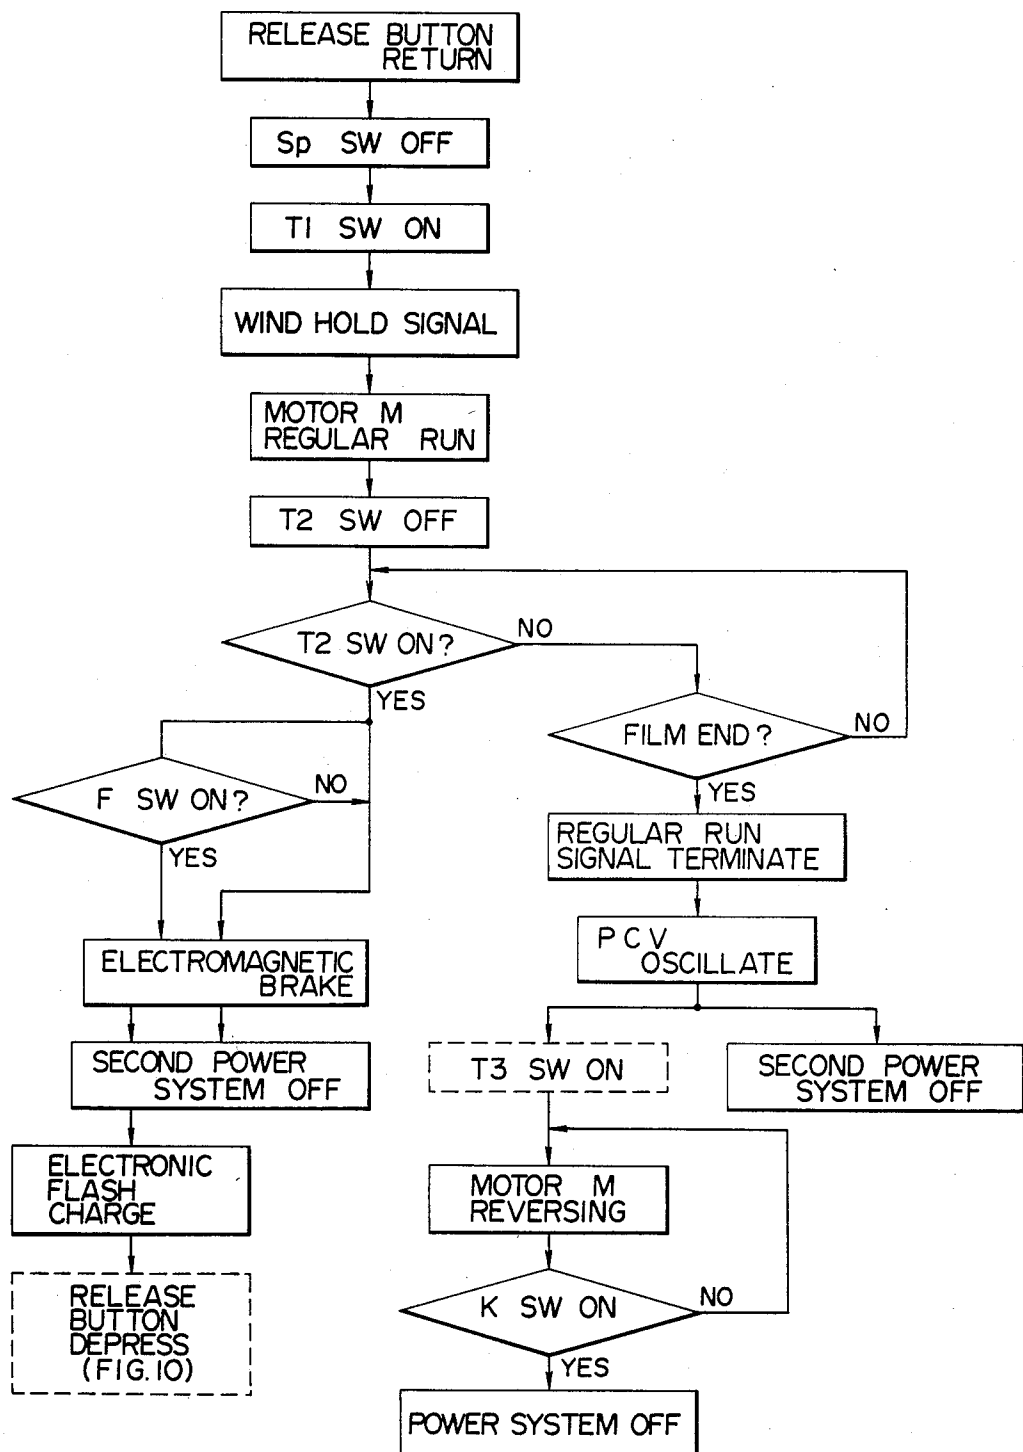 RELEASE BUTTON
RETURN
Sp SW OFF
T1 SW ON
WIND HOLD SIGNAL
MOTOR M
REGULAR RUN
T2 SW OFF
T2 SW ON?
NO
YES
FILM END?
NO
YES
F SW ON?
NO
YES
REGULAR RUN
SIGNAL TERMINATE
ELECTROMAGNETIC
BRAKE
PCV
OSCILLATE
SECOND POWER
SYSTEM OFF
T3 SW ON
SECOND POWER
SYSTEM OFF
ELECTRONIC
FLASH
CHARGE
MOTOR M
REVERSING
RELEASE
BUTTON
DEPRESS
(FIG.10)
K SW ON
NO
YES
POWER SYSTEM OFF